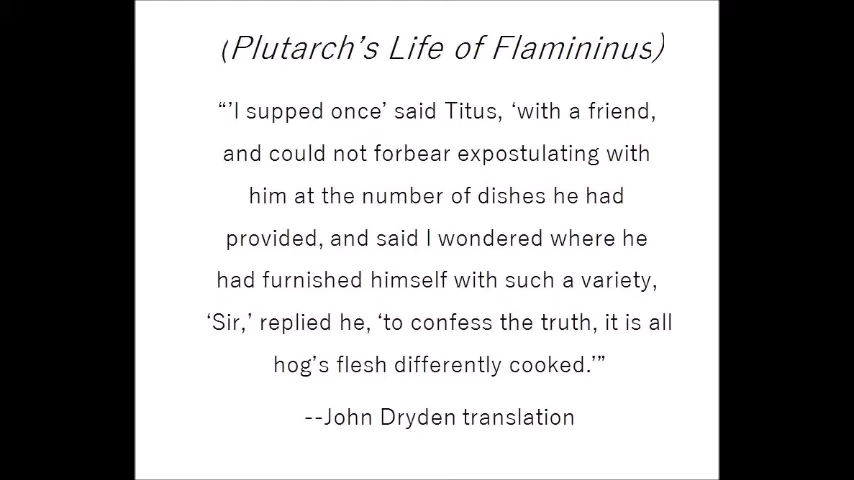 (Plutarch’s Life of Flamininus)
“’I supped once’ said Titus, ‘with a friend,
and could not forbear expostulating with
him at the number of dishes he had
provided, and said I wondered where he
had furnished himself with such a variety,
‘Sir,’ replied he, ‘to confess the truth, it is all
hog’s flesh differently cooked.’”
--John Dryden translation